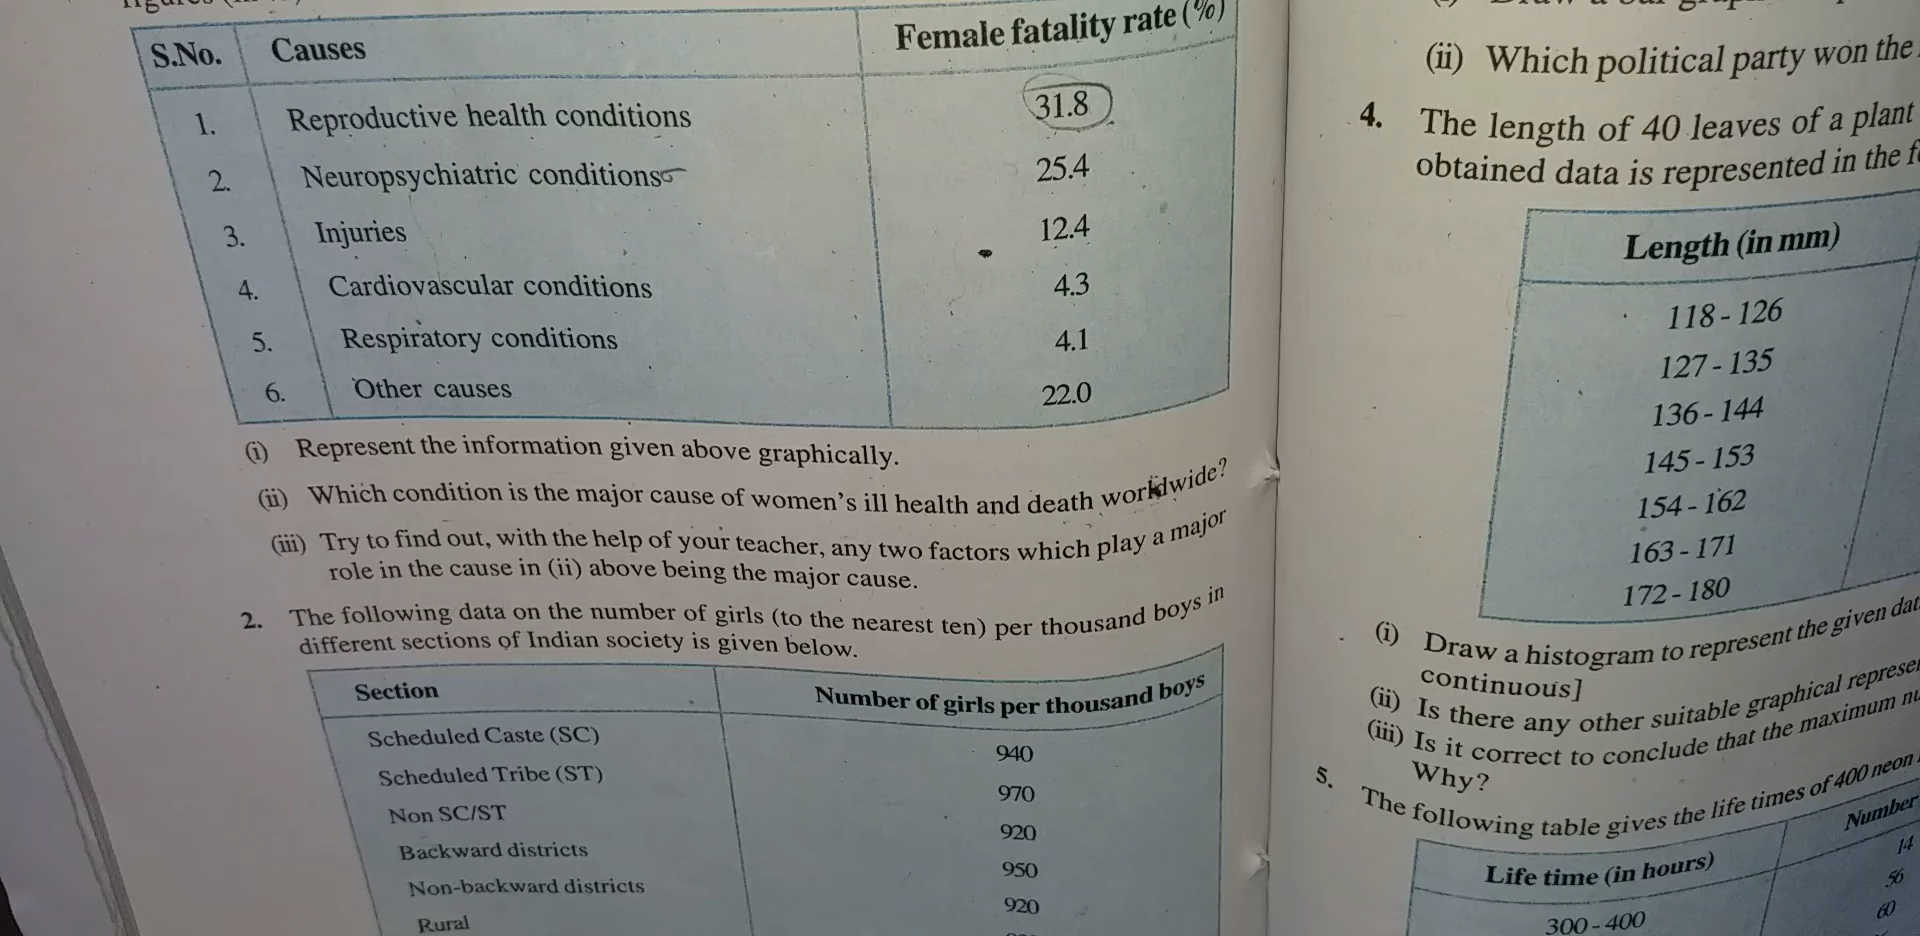 S.No. Causes Female fatality rate (%)
1. Reproductive health conditions 31.8
2. Neuropsychiatric conditions 25.4
3. Injuries 12.4
4. Cardiovascular conditions 4.3
5. Respiratory conditions 4.1
6. Other causes 22.0
(i) Represent the information given above graphically.
(ii) Which condition is the major cause of women's ill health and death worldwide?
(iii) Try to find out, with the help of your teacher, any two factors which play a major
role in the cause in (ii) above being the major cause.
2. The following data on the number of girls (to the nearest ten) per thousand boys in
different sections of Indian society is given below.
Section Number of girls per thousand boys
Scheduled Caste (SC) 940
Scheduled Tribe (ST) 970
Non SC/ST 920
Backward districts 950
Non-backward districts 920
Rural
(ii) Which political party won the
4. The length of 40 leaves of a plant
obtained data is represented in the
Length (in mm)
118 - 126
127 - 135
136 - 144
145 - 153
154 - 162
163 - 171
172 - 180
(i) Draw a histogram to represent the given
continuous]
(ii) Is there any other suitable graphical
(iii) Is it correct to conclude that the maximum
Why?
5. The following table gives the life times of 400 neon
Life time (in hours) Number
300 - 400 14
56
60